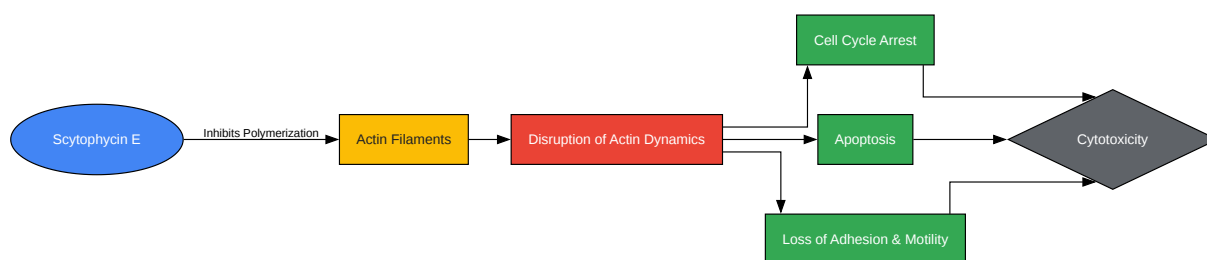 Scytophycin E
Inhibits Polymerization
Actin Filaments
Disruption of Actin Dynamics
Cell Cycle Arrest
Apoptosis
Loss of Adhesion & Motility
Cytotoxicity